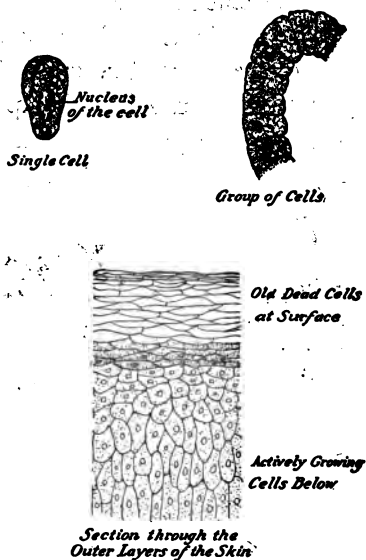 Nucleus
of the cell
Single Cell
Group of Cells
Old Dead Cells
at Surface
Actively Growing
Cells Below
Section through the
Outer Layers of the Skin